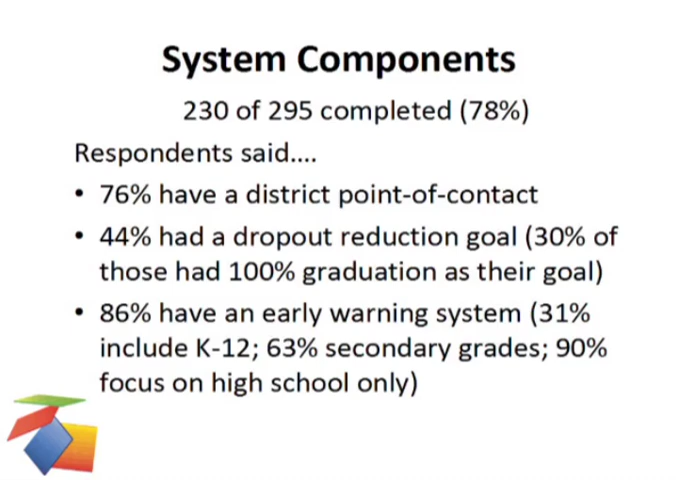 System Components
230 of 295 completed (78%)
Respondents said....
• 76% have a district point-of-contact
• 44% had a dropout reduction goal (30% of
those had 100% graduation as their goal)
• 86% have an early warning system (31%
include K-12; 63% secondary grades; 90%
focus on high school only)